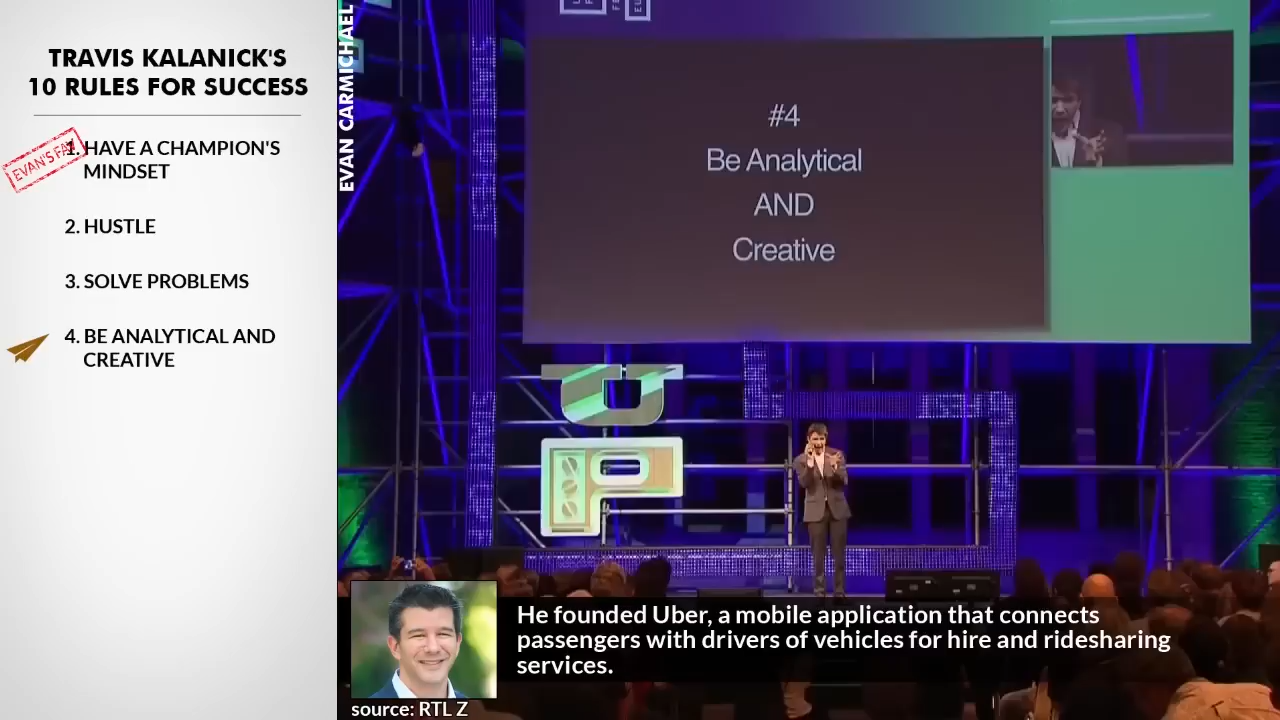 TRAVIS KALANICK'S
10 RULES FOR SUCCESS
1. HAVE A CHAMPION'S
MINDSET
2. HUSTLE
3. SOLVE PROBLEMS
4. BE ANALYTICAL AND
CREATIVE
EVAN CARMICHAEL
#4
Be Analytical
AND
Creative
UP
He founded Uber, a mobile application that connects
passengers with drivers of vehicles for hire and ridesharing
services.
source: RTL Z